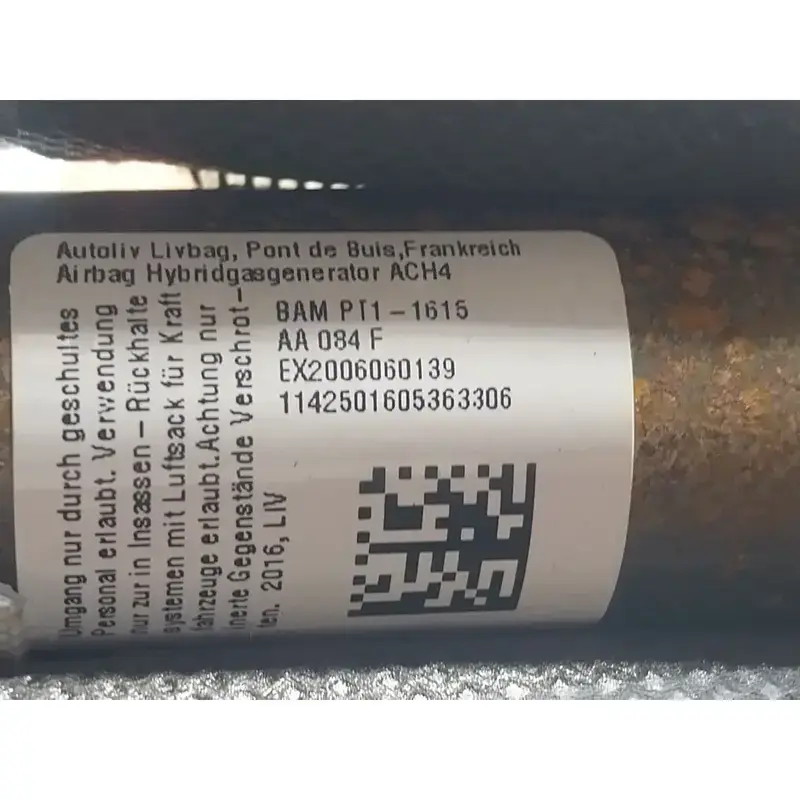 Autoliv Livbag, Pont de Buis,Frankreich
Airbag Hybridgasgenerator ACH4
BAM PT1-1615
AA 084 F
EX2006060139
1142501605363306
Umgang nur durch geschultes
Personal erlaubt. Verwendung
nur zur in Insassen-Rückhalte
systemen mit Luftsack für Kraft
fahrzeuge erlaubt.Achtung nur
inerte Gegenstände Verschrot-
ten. 2016, LIV